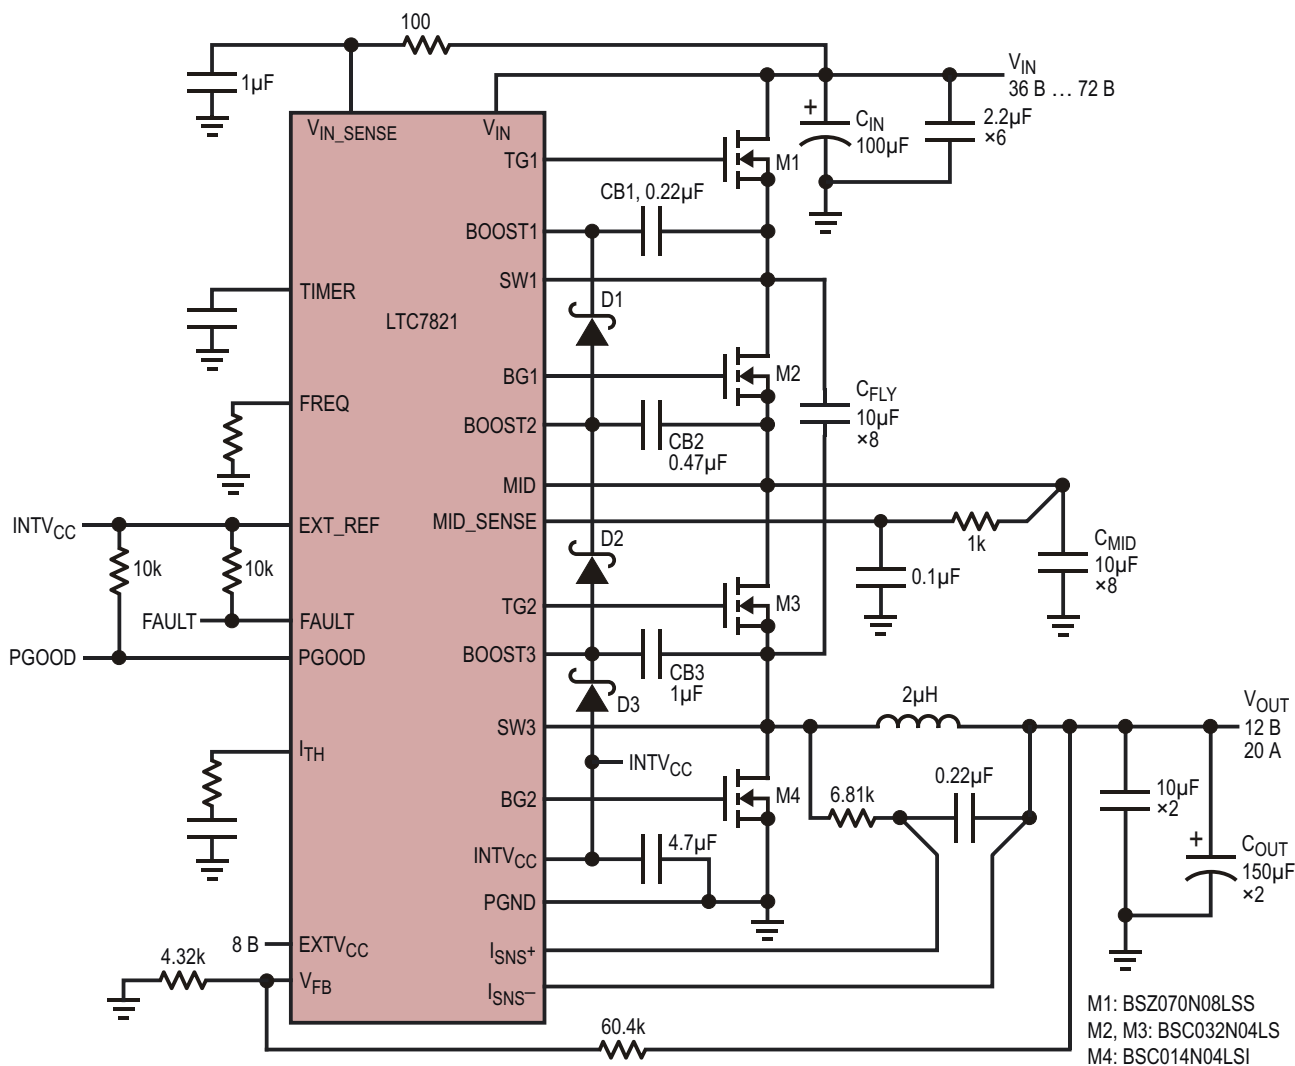 100
1µF
VIN_SENSE
VIN
VIN
36 В … 72 В
CIN
100µF
2.2µF
×6
TG1
M1
CB1, 0.22µF
BOOST1
SW1
D1
TIMER
LTC7821
BG1
M2
CFLY
10µF
×8
FREQ
BOOST2
CB2
0.47µF
MID
INTVCC
EXT_REF
MID_SENSE
1k
CMID
10µF
×8
10k
10k
D2
0.1µF
FAULT
FAULT
TG2
M3
PGOOD
PGOOD
BOOST3
CB3
1µF
D3
2µH
VOUT
12 В
20 A
SW3
ITH
INTVCC
0.22µF
6.81k
BG2
M4
10µF
×2
4.7µF
INTVCC
COUT
150µF
×2
PGND
8 В
EXTVCC
ISNS+
4.32k
VFB
ISNS–
60.4k
M1: BSZ070N08LSS
M2, M3: BSC032N04LS
M4: BSC014N04LSI